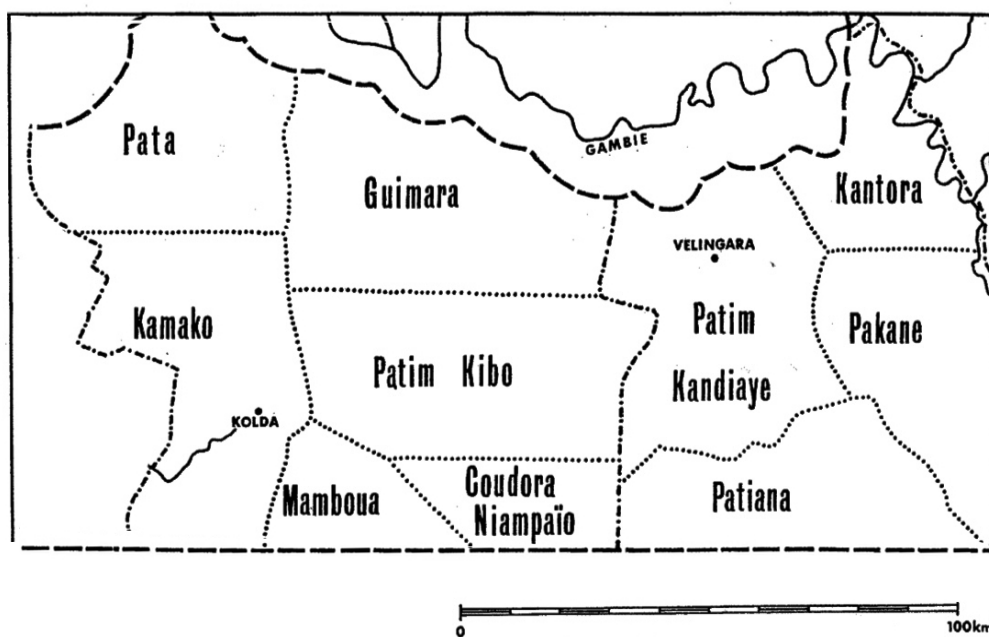 Pata
GAMBIE
Guimara
Kantora
VELINGARA
Kamako
Patim
Kandiaye
Pakane
Patim Kibo
KOLDA
Mamboua
Coudora
Niampaïo
Patiana
0
100km